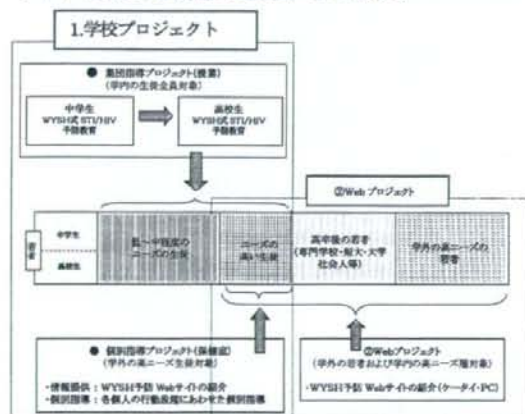 1.学校プロジェクト
● 集団指導プロジェクト(授業)
(学内の生徒全員対象)
中学生
WYSH式 STI/HIV
予防教育
高校生
WYSH式 STI/HIV
予防教育
②Web プロジェクト
若者
中学生
高校生
低~中程度の
ニーズの生徒
ニーズの
高い生徒
高卒後の若者
(専門学校・短大・大学
社会人等)
学外の高ニーズの
若者
● 個別指導プロジェクト(保健室)
(学外の高ニーズ生徒対象)
・情報提供:WYSH予防 Webサイトの紹介
・個別指導:各個人の行動段階にあわせた個別指導
②Webプロジェクト
(学外の若者および学内の高ニーズ層対象)
・WYSH予防 Webサイトの紹介(ケータイ・PC)